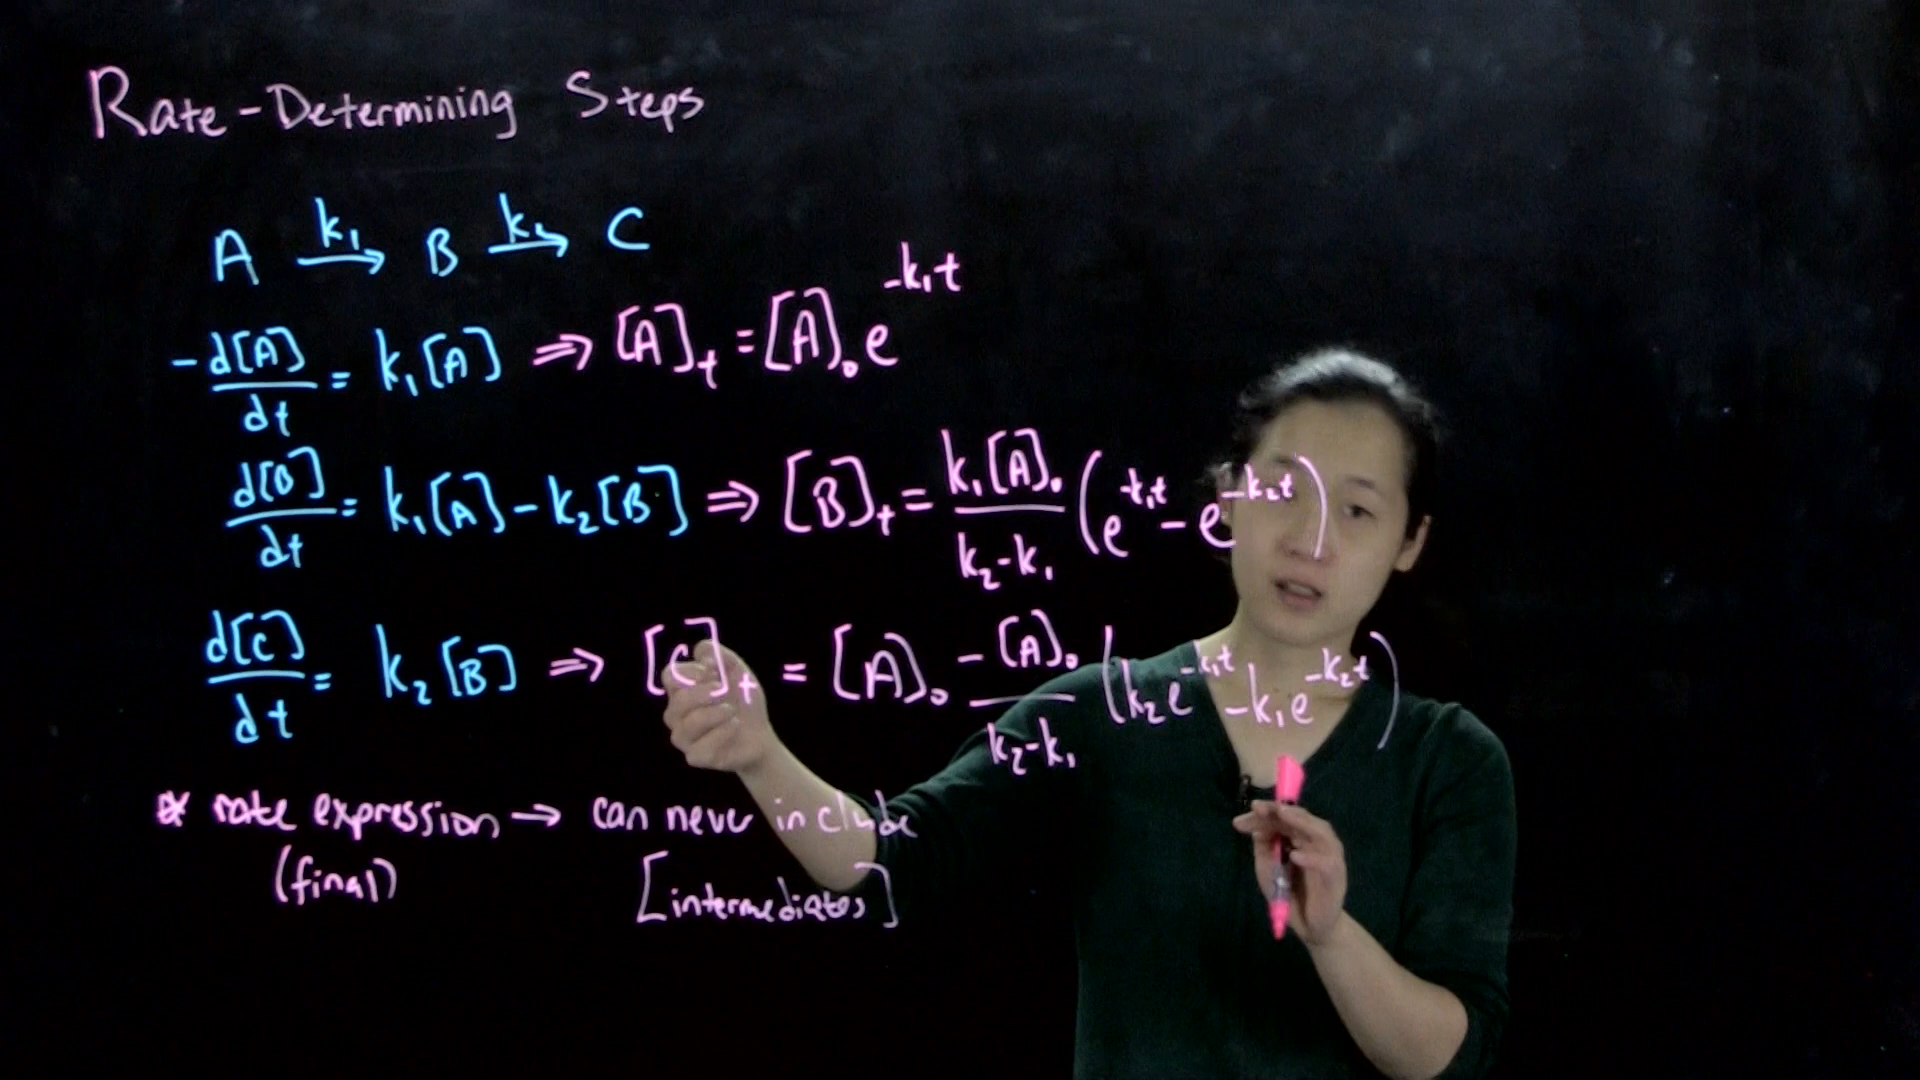 Rate-Determining Steps
A k₁→ B k₂→ C
-d[A]/dt = k₁[A] ⇒ [A]ₜ = [A]₀e^(-k₁t)
d[B]/dt = k₁[A] - k₂[B] ⇒ [B]ₜ = k₁[A]₀/(k₂-k₁) (e^(-k₁t) - e^(-k₂t))
d[C]/dt = k₂[B] ⇒ [C]ₜ = [A]₀ - [A]₀/(k₂-k₁) (k₂e^(-k₁t) - k₁e^(-k₂t))
* rate expression → can never include
(final) [intermediates]